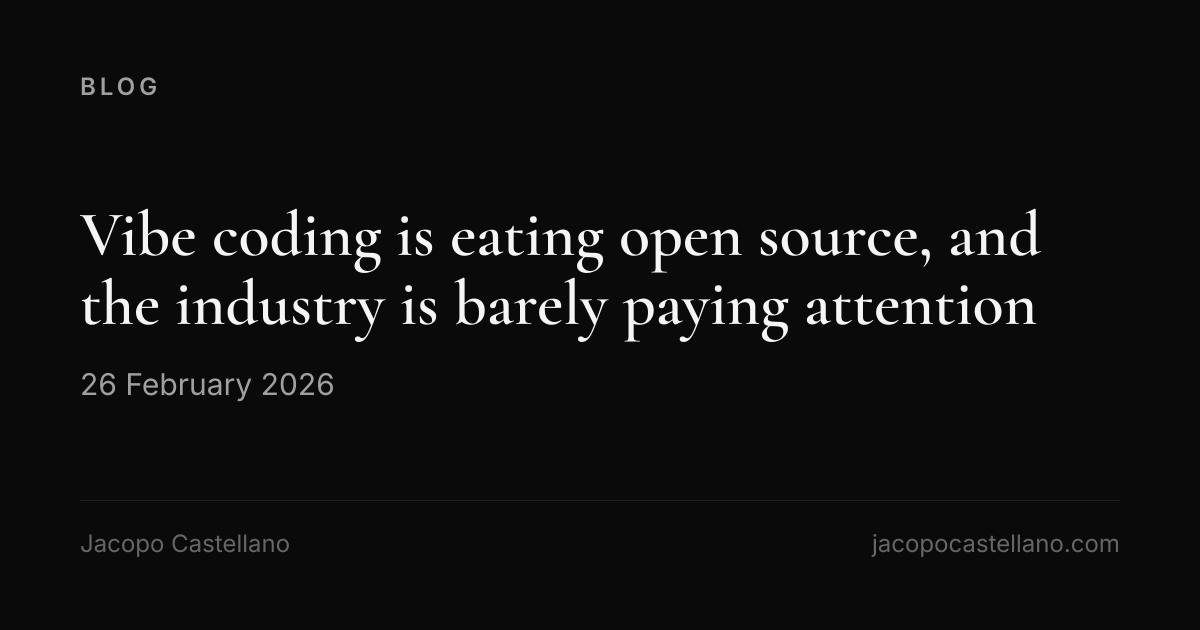 BLOG
Vibe coding is eating open source, and
the industry is barely paying attention
26 February 2026
Jacopo Castellano
jacopocastellano.com